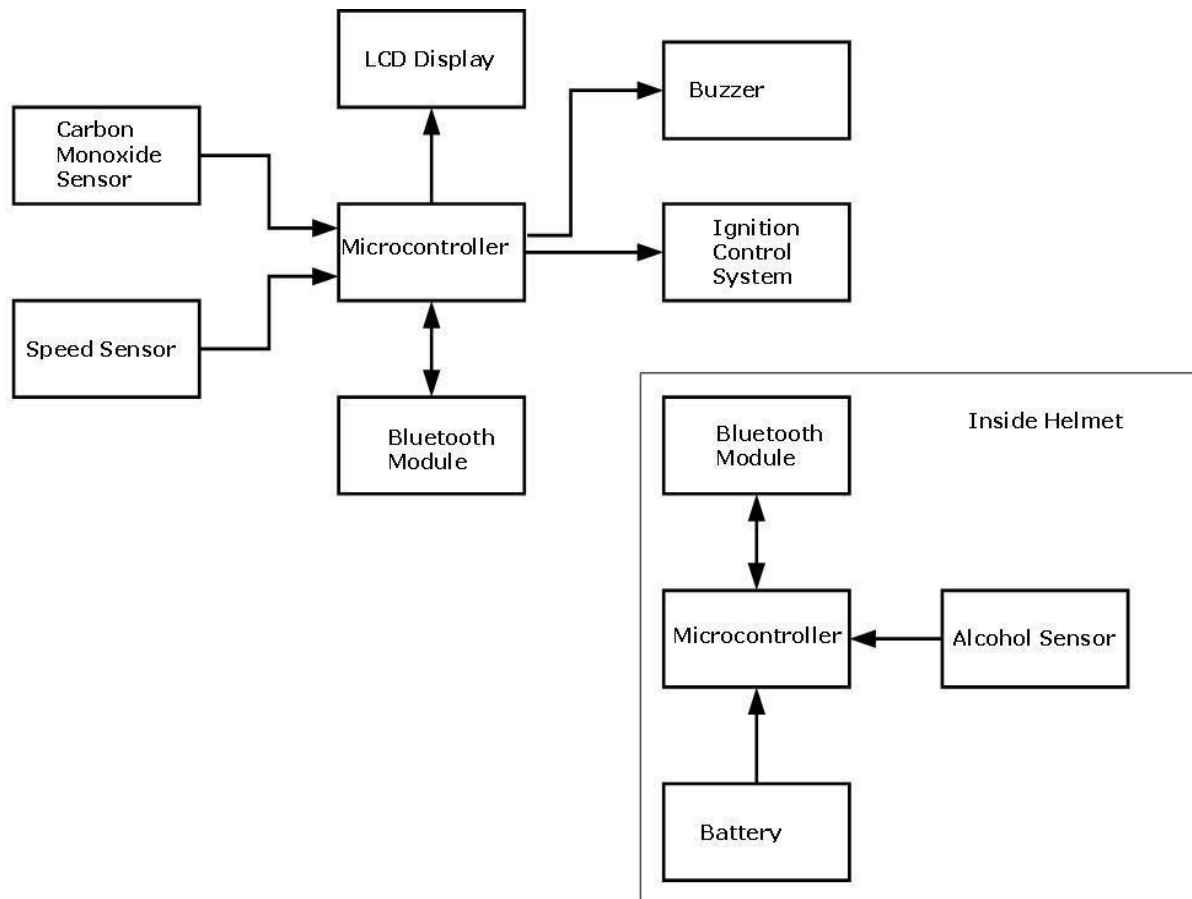 LCD Display
Buzzer
Carbon
Monoxide
Sensor
Microcontroller
Ignition
Control
System
Speed Sensor
Bluetooth
Module
Inside Helmet
Bluetooth
Module
Microcontroller
Alcohol Sensor
Battery